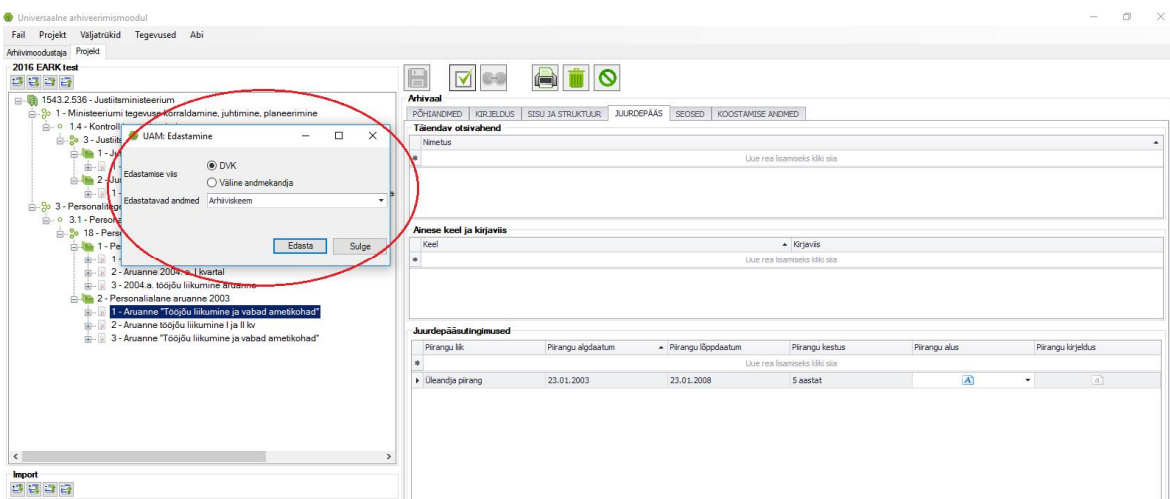 Universaalne arhiveerimismoodul
Fail Projekt Väljatrükid Tegevused Abi
Arhiivimoodustaja Projekt
2016 EARK test
1543.2.536 - Justiitsministeerium
1 - Ministeeriumi tegevuse korraldamine, juhtimine, planeerimine
1.4 - Kontroll
3 - Justiits
1 - Ju
1 -
2 - Ju
1 -
3 - Personalitege
3.1 - Persona
18 - Perso
1 - Pe
1 -
2 - Aruanne 2004. a. I kvartal
3 - 2004.a. tööjõu liikumine aruanne
2 - Personalialane aruanne 2003
1 - Aruanne "Tööjõu liikumine ja vabad ametikohad"
2 - Aruanne tööjõu liikumine I ja II kv
3 - Aruanne "Tööjõu liikumine ja vabad ametikohad"
Import
UAM: Edastamine
Edastamise viis
DVK
Väline andmekandja
Edastatavad andmed Arhiiviskeem
Edasta Sulge
Arhivaal
PÕHIANDMED KIRJELDUS SISU JA STRUKTUUR JUURDEPÄÄS SEOSED KOOSTAMISE ANDMED
Täiendav otsivahend
Nimetus
Uue rea lisamiseks kliki siia
Ainese keel ja kirjaviis
Keel Kirjaviis
Uue rea lisamiseks kliki siia
Juurdepääsutingimused
Piirangu liik Piirangu algdaatum Piirangu lõppdaatum Piirangu kestus Piirangu alus Piirangu kirjeldus
Uue rea lisamiseks kliki siia
Üleandja piirang 23.01.2003 23.01.2008 5 aastat